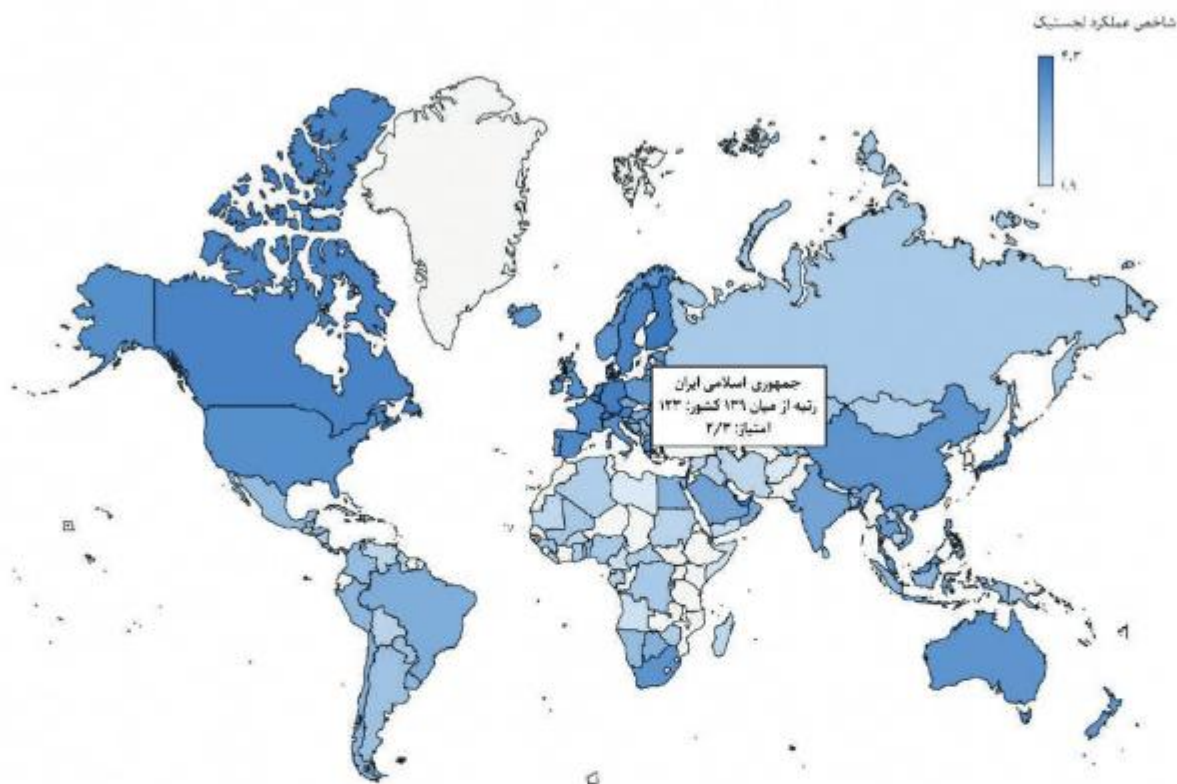 شاخص عملکرد لجستیک
۴.۳
۱.۹
جمهوری اسلامی ایران
رتبه از میان ۱۳۹ کشور: ۱۲۳
امتیاز: ۲/۳